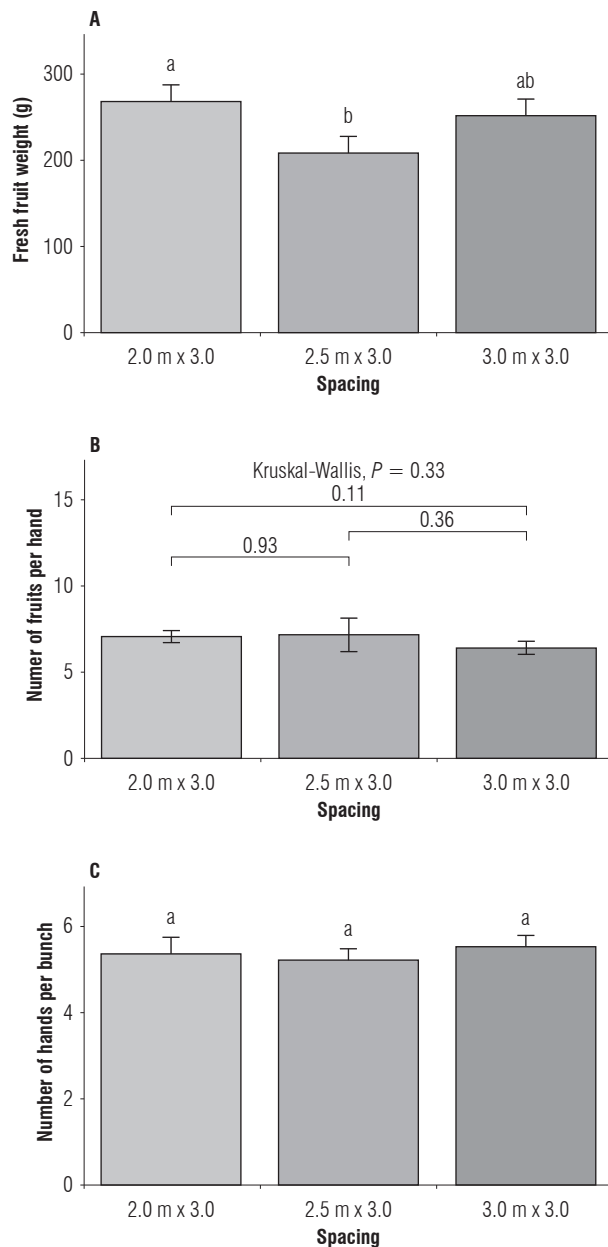 A
Fresh fruit weight (g)
300
200
100
0
a
b
ab
2.0 m x 3.0
2.5 m x 3.0
3.0 m x 3.0
Spacing
B
Numer of fruits per hand
15
10
5
0
Kruskal-Wallis, P = 0.33
0.11
0.36
0.93
2.0 m x 3.0
2.5 m x 3.0
3.0 m x 3.0
Spacing
C
Number of hands per bunch
6
4
2
0
a
a
a
2.0 m x 3.0
2.5 m x 3.0
3.0 m x 3.0
Spacing